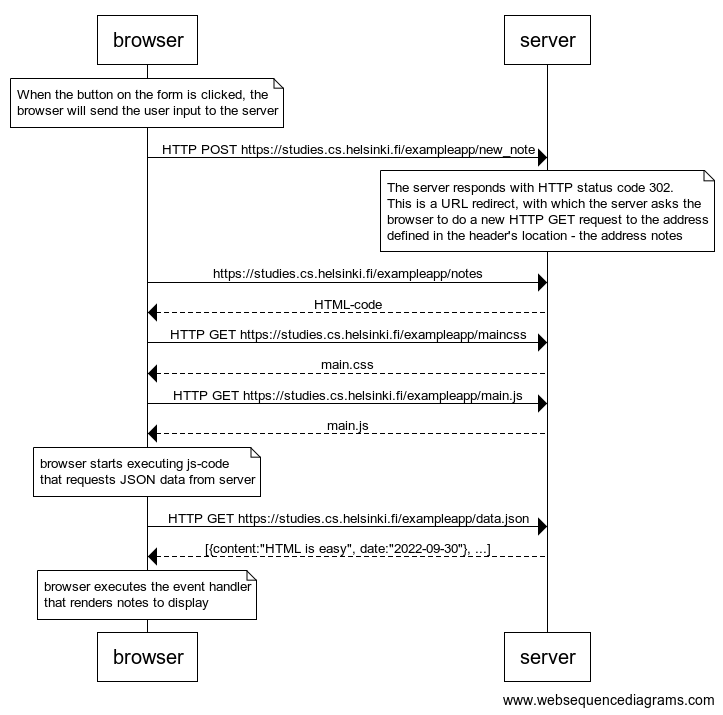 browser
server
When the button on the form is clicked, the
browser will send the user input to the server
HTTP POST https://studies.cs.helsinki.fi/exampleapp/new_note
The server responds with HTTP status code 302.
This is a URL redirect, with which the server asks the
browser to do a new HTTP GET request to the address
defined in the header's location - the address notes
https://studies.cs.helsinki.fi/exampleapp/notes
HTML-code
HTTP GET https://studies.cs.helsinki.fi/exampleapp/maincss
main.css
HTTP GET https://studies.cs.helsinki.fi/exampleapp/main.js
main.js
browser starts executing js-code
that requests JSON data from server
HTTP GET https://studies.cs.helsinki.fi/exampleapp/data.json
[{content:"HTML is easy", date:"2022-09-30"}, ...]
browser executes the event handler
that renders notes to display
browser
server
www.websequencediagrams.com